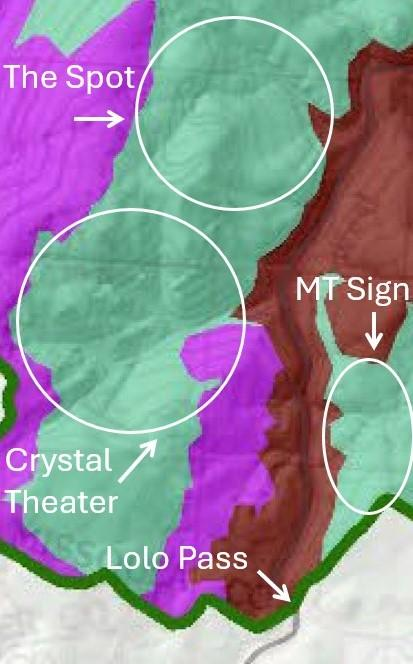 The Spot
MT Sign
Crystal
Theater
Lolo Pass